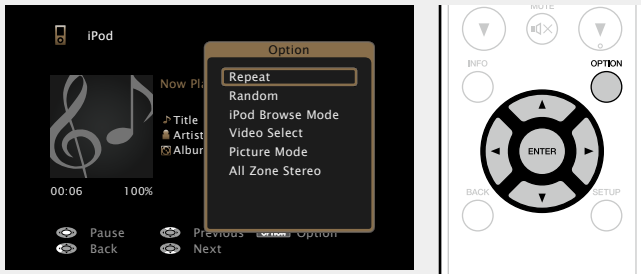 iPod
Option
Now Pl
Repeat
Random
iPod Browse Mode
Video Select
Picture Mode
All Zone Stereo
Title
Artist
Albu
00:06 100%
Pause
Previous
OPTION Option
Back
Next
MUTE
INFO
OPTION
ENTER
BACK
SETUP